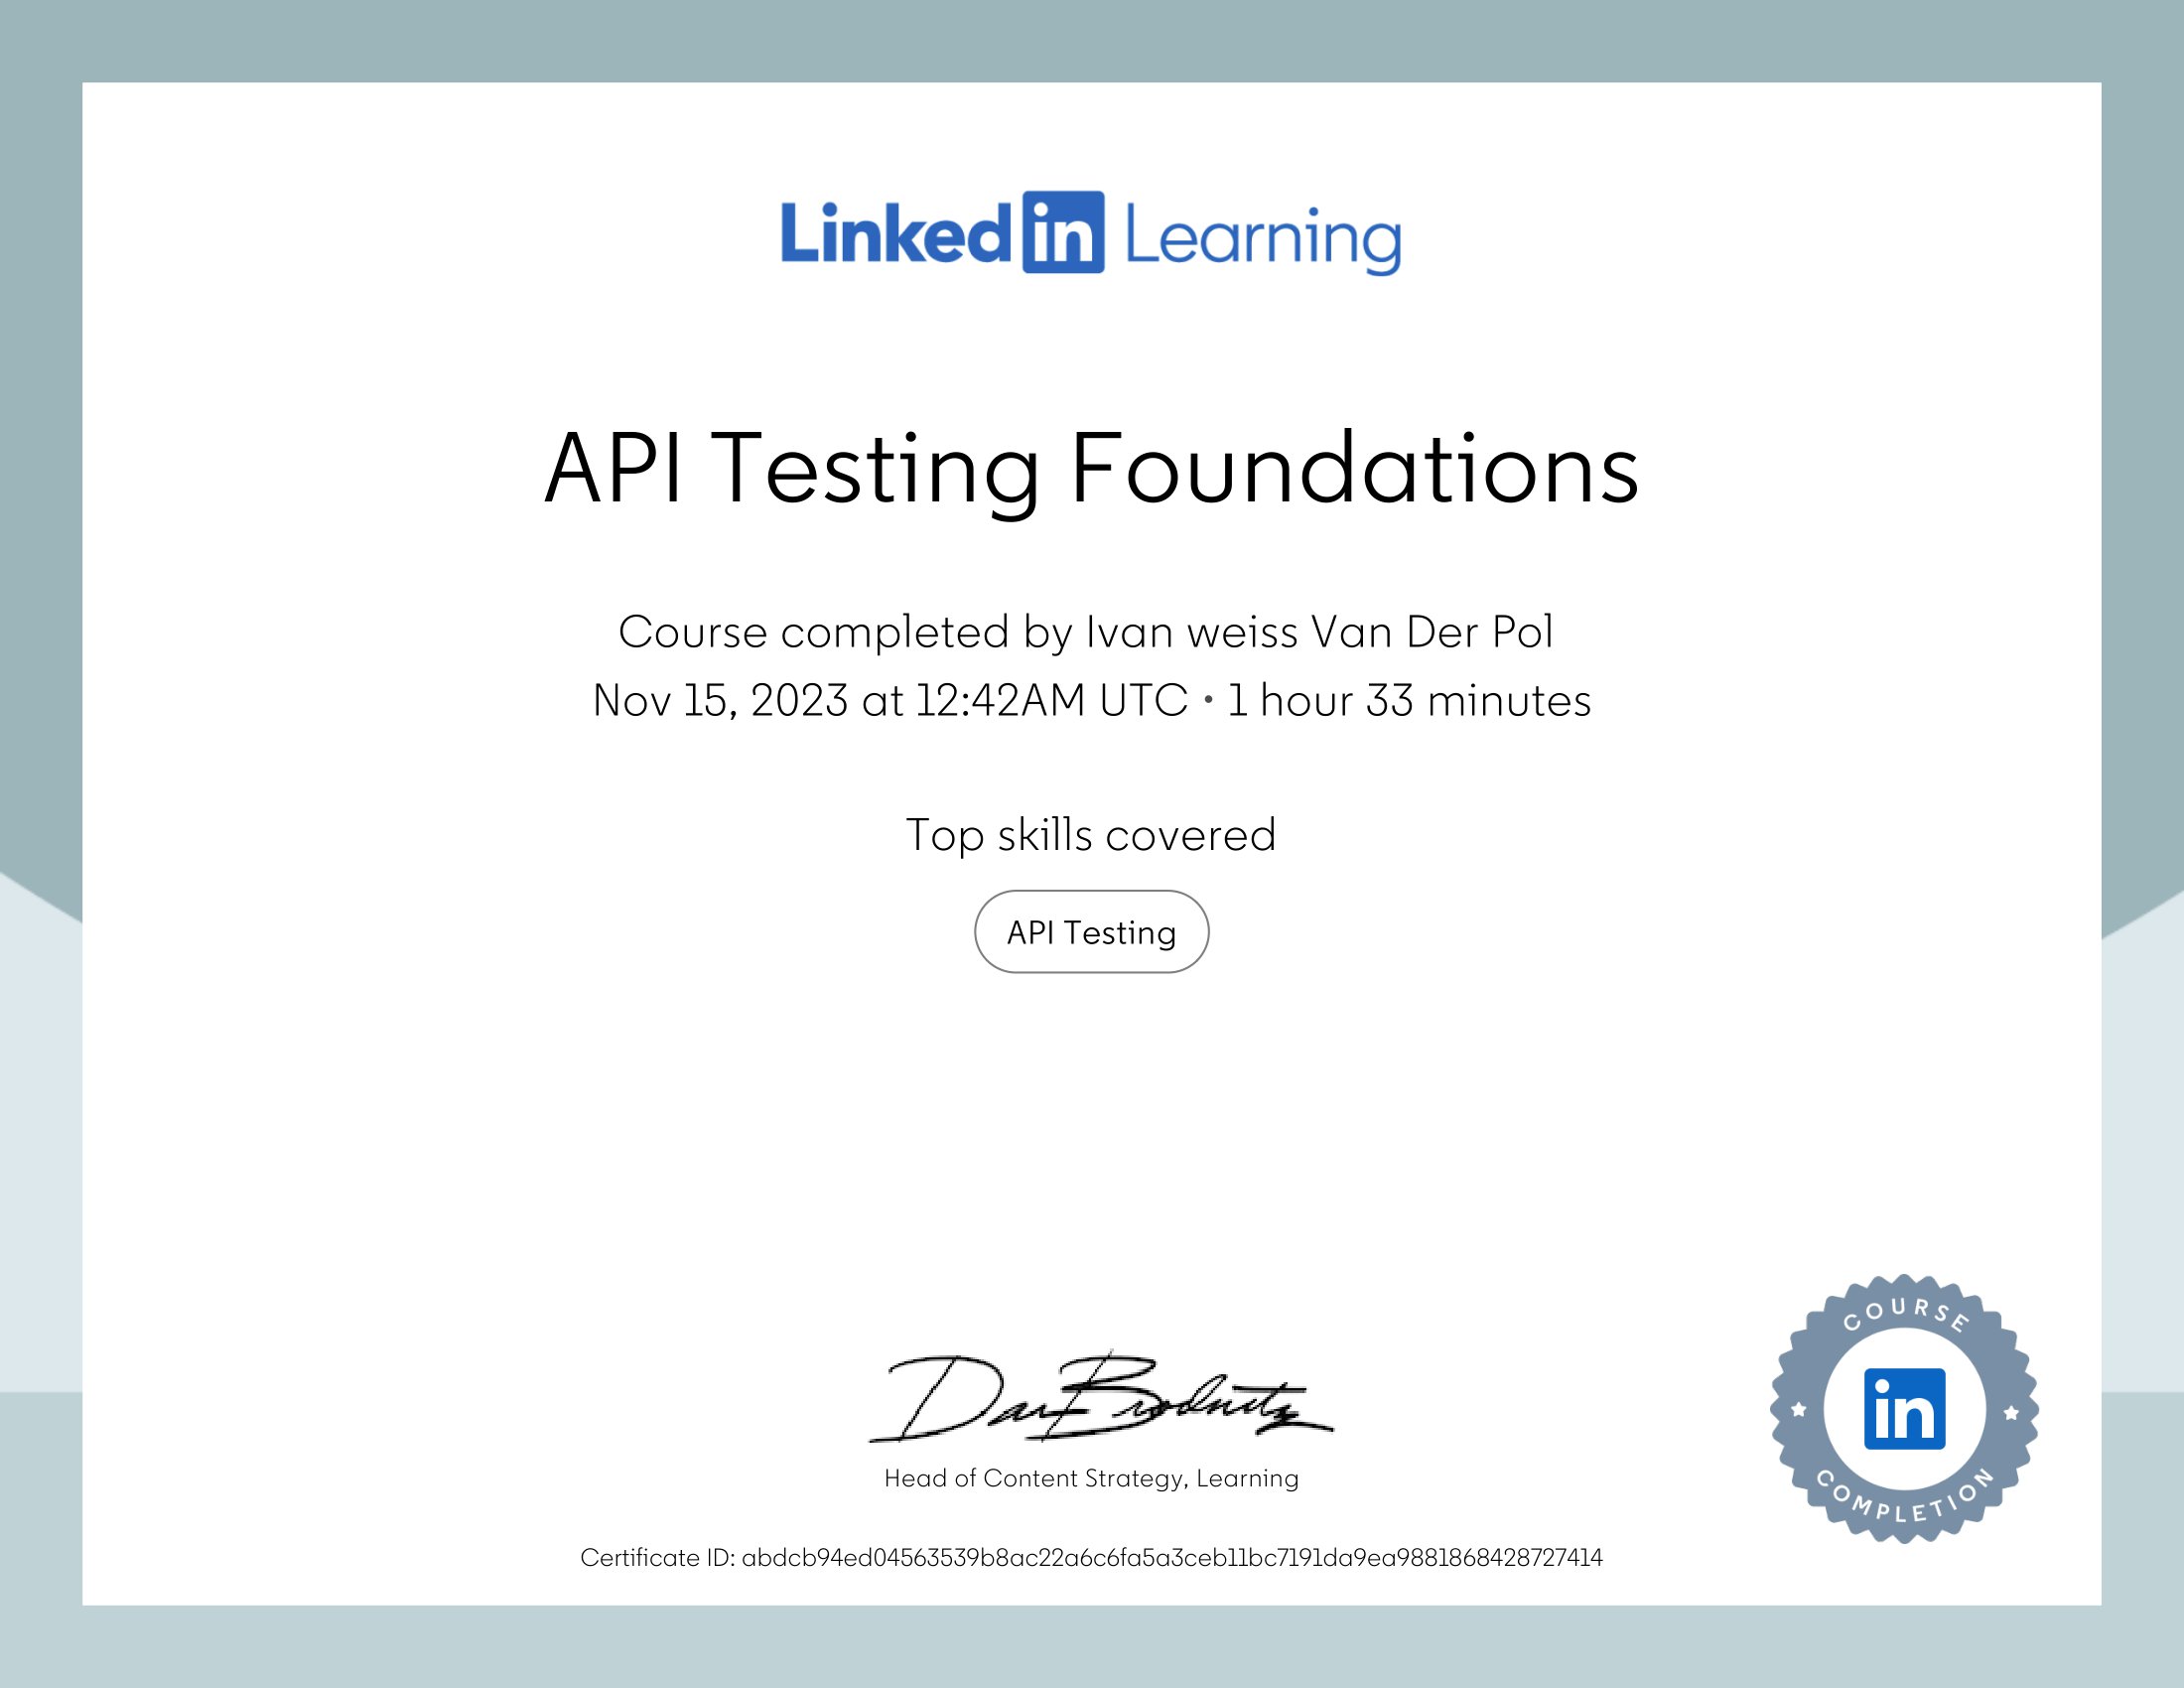 Linked in Learning
API Testing Foundations
Course completed by Ivan weiss Van Der Pol
Nov 15, 2023 at 12:42AM UTC • 1 hour 33 minutes
Top skills covered
API Testing
Head of Content Strategy, Learning
Certificate ID: abdcb94ed04563539b8ac22a6c6fa5a3ceb11bc7191da9ea9881868428727414
COURSE
in
COMPLETION